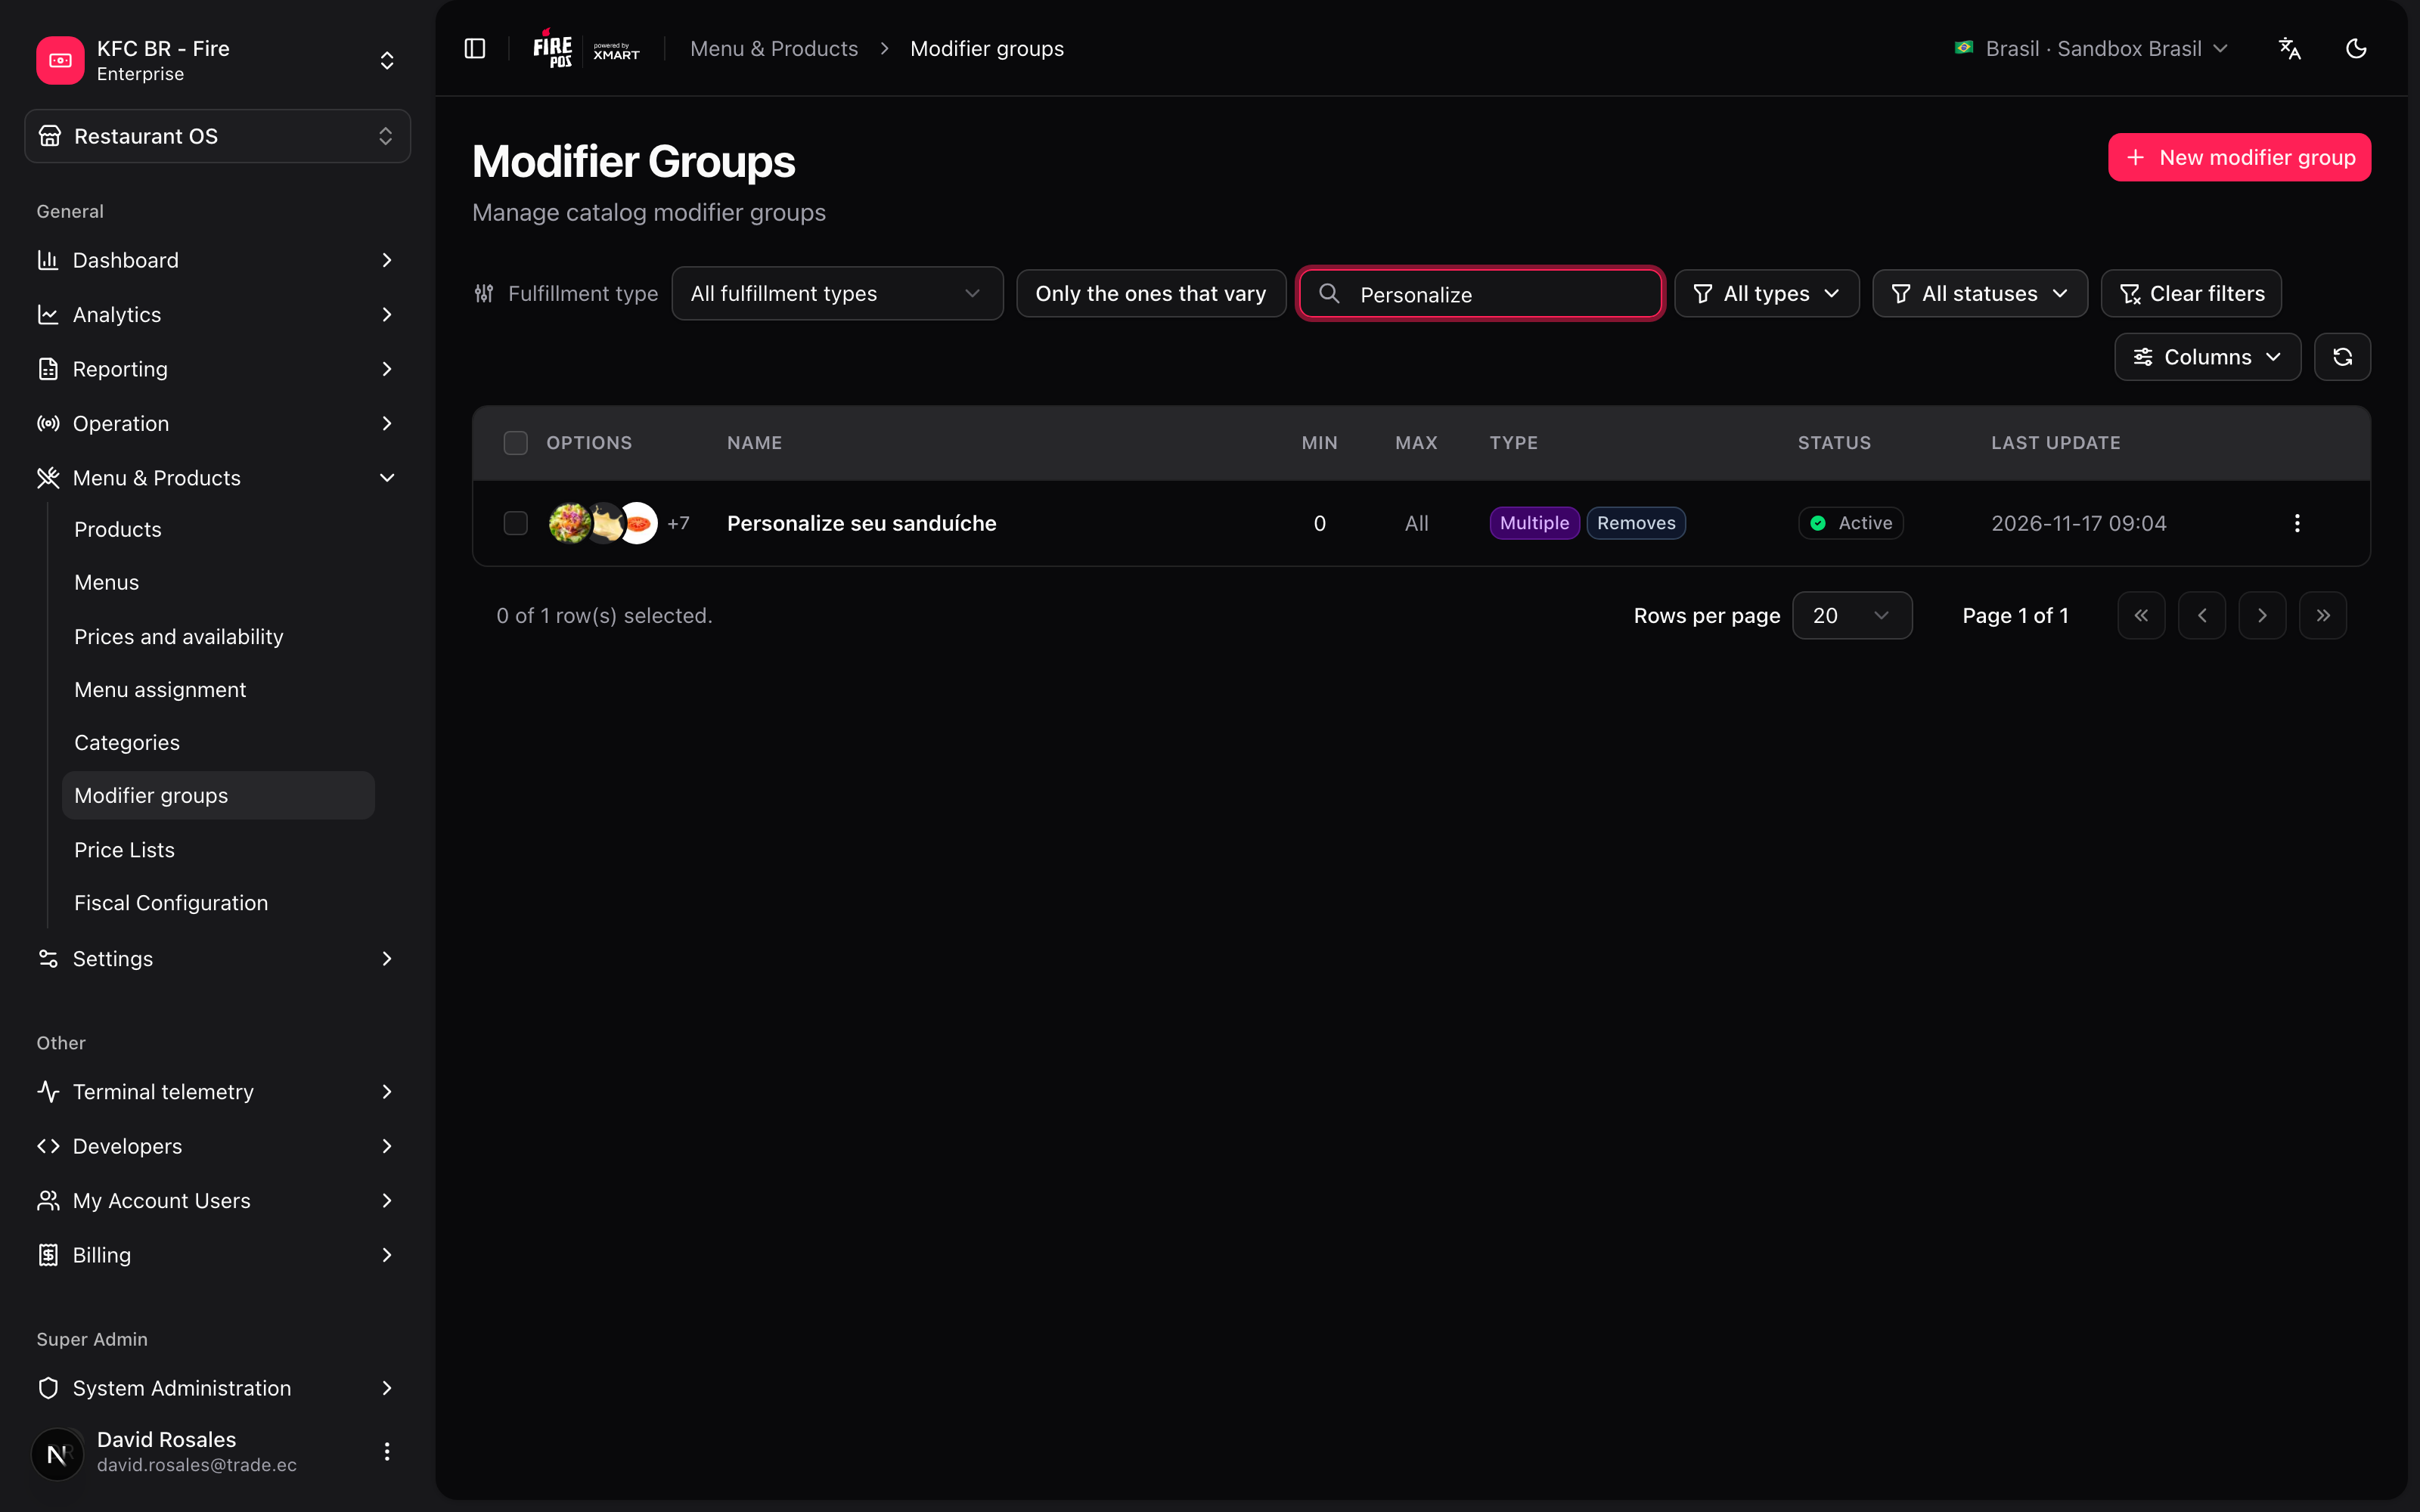 KFC BR - Fire
Enterprise
Restaurant OS
General
Dashboard
Analytics
Reporting
Operation
Menu & Products
Products
Menus
Prices and availability
Menu assignment
Categories
Modifier groups
Price Lists
Fiscal Configuration
Settings
Other
Terminal telemetry
Developers
My Account Users
Billing
Super Admin
System Administration
David Rosales
david.rosales@trade.ec
FIRE POS powered by XMART
Menu & Products > Modifier groups
Brasil · Sandbox Brasil
Modifier Groups
New modifier group
Manage catalog modifier groups
Fulfillment type All fulfillment types Only the ones that vary Personalize All types All statuses Clear filters
Columns
OPTIONS NAME MIN MAX TYPE STATUS LAST UPDATE
+7 Personalize seu sanduíche 0 All Multiple Removes Active 2026-11-17 09:04
0 of 1 row(s) selected. Rows per page 20 Page 1 of 1